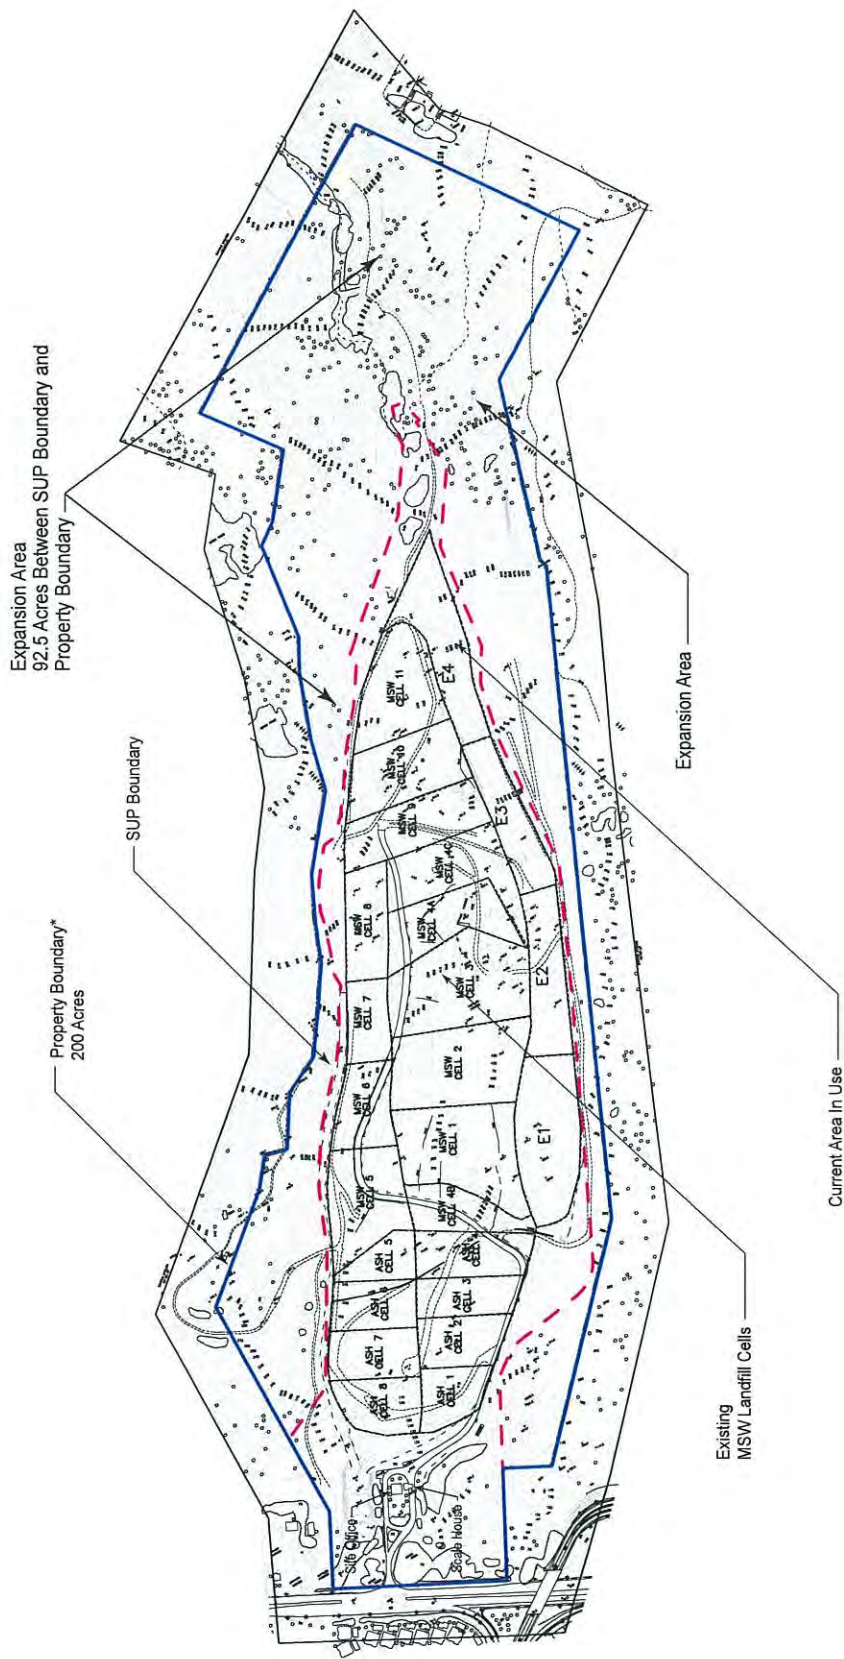 Expansion Area
92.5 Acres Between SUP Boundary and
Property Boundary
SUP Boundary
Property Boundary*
200 Acres
Site Office
Scale House
ASH
CELL 8
ASH
CELL 7
ASH
CELL 6
ASH
CELL 5
ASH
CELL 1
ASH
CELL 2
ASH
CELL 3
ASH
CELL
MSW
CELL 5
MSW
CELL 6
MSW
CELL 7
MSW
CELL 8
MSW
CELL 9
MSW
CELL 10
MSW
CELL 11
MSW
CELL 4B
MSW
CELL 1
MSW
CELL 2
MSW
CELL 3
MSW
CELL 4A
MSW
CELL 4C
E1
E2
E3
E4
Existing
MSW Landfill Cells
Current Area In Use
Expansion Area